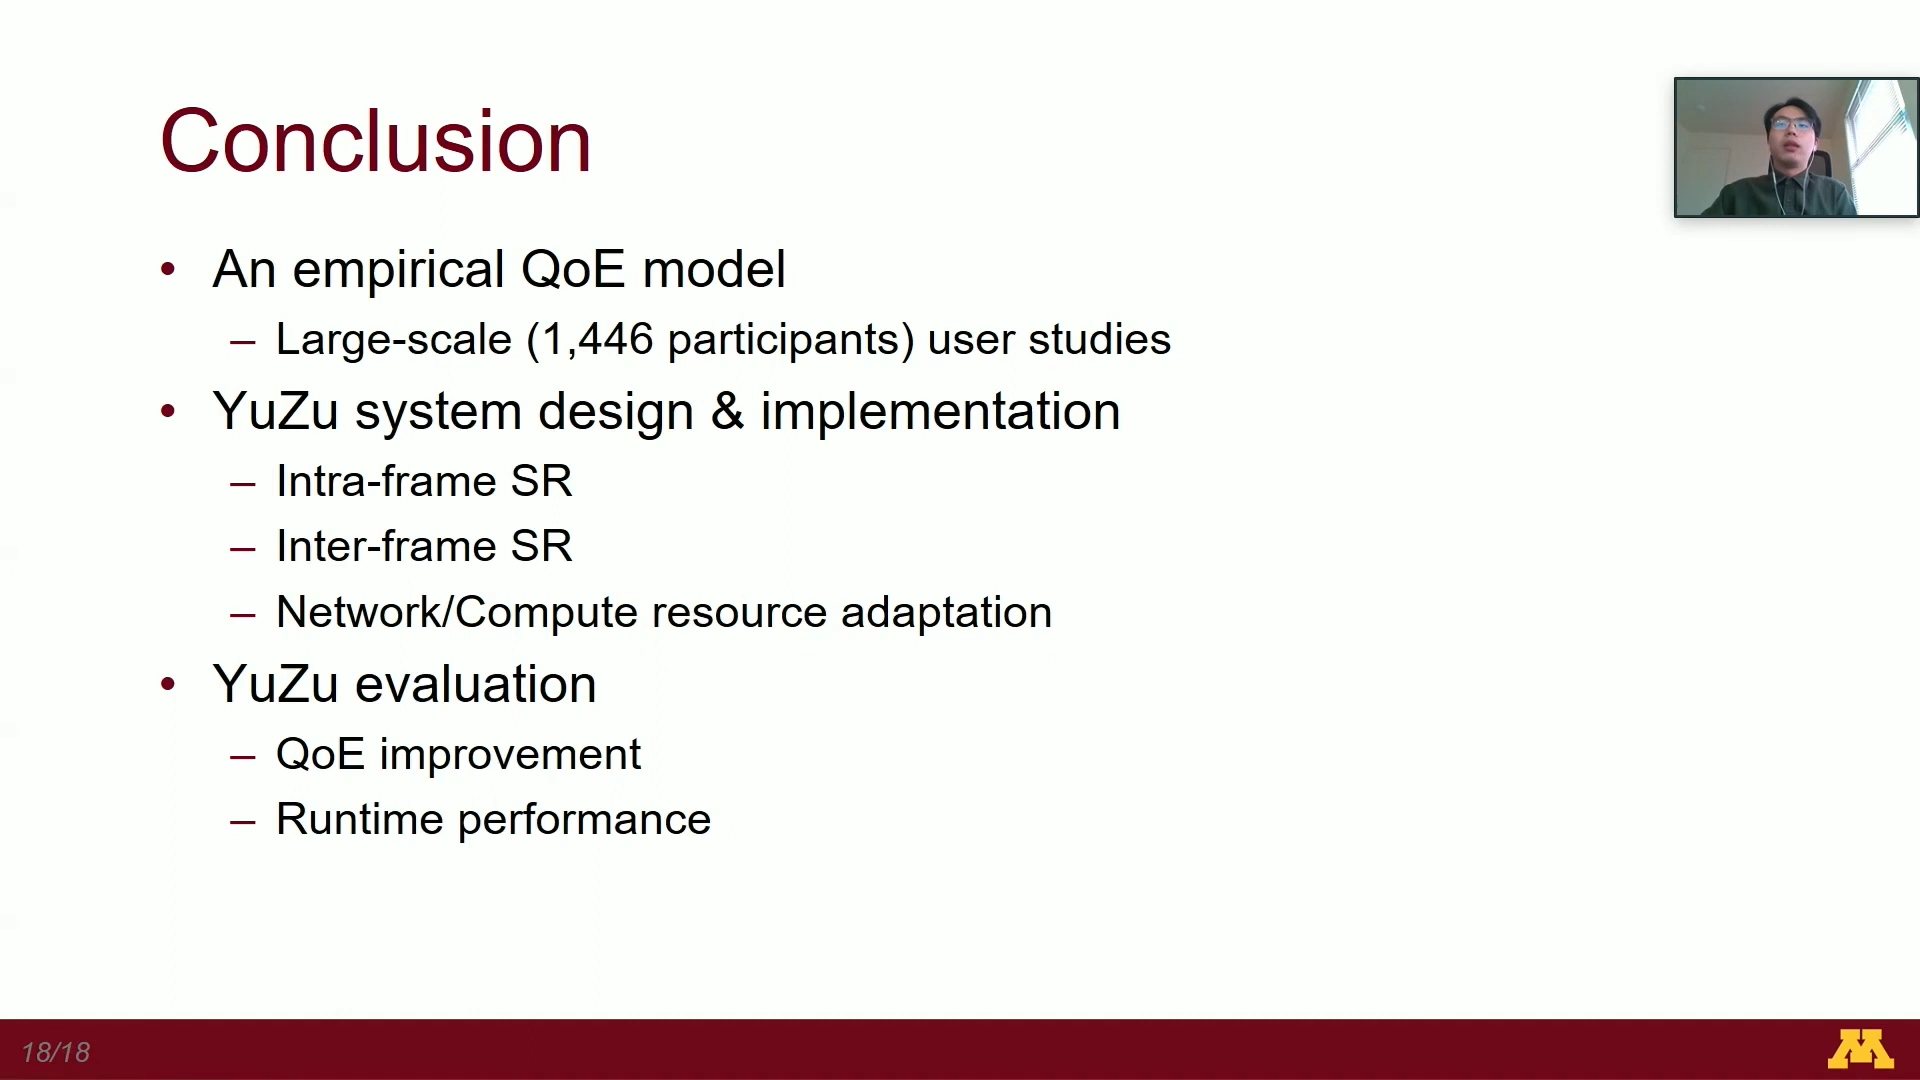 Conclusion
• An empirical QoE model
– Large-scale (1,446 participants) user studies
• YuZu system design & implementation
– Intra-frame SR
– Inter-frame SR
– Network/Compute resource adaptation
• YuZu evaluation
– QoE improvement
– Runtime performance
18/18
M